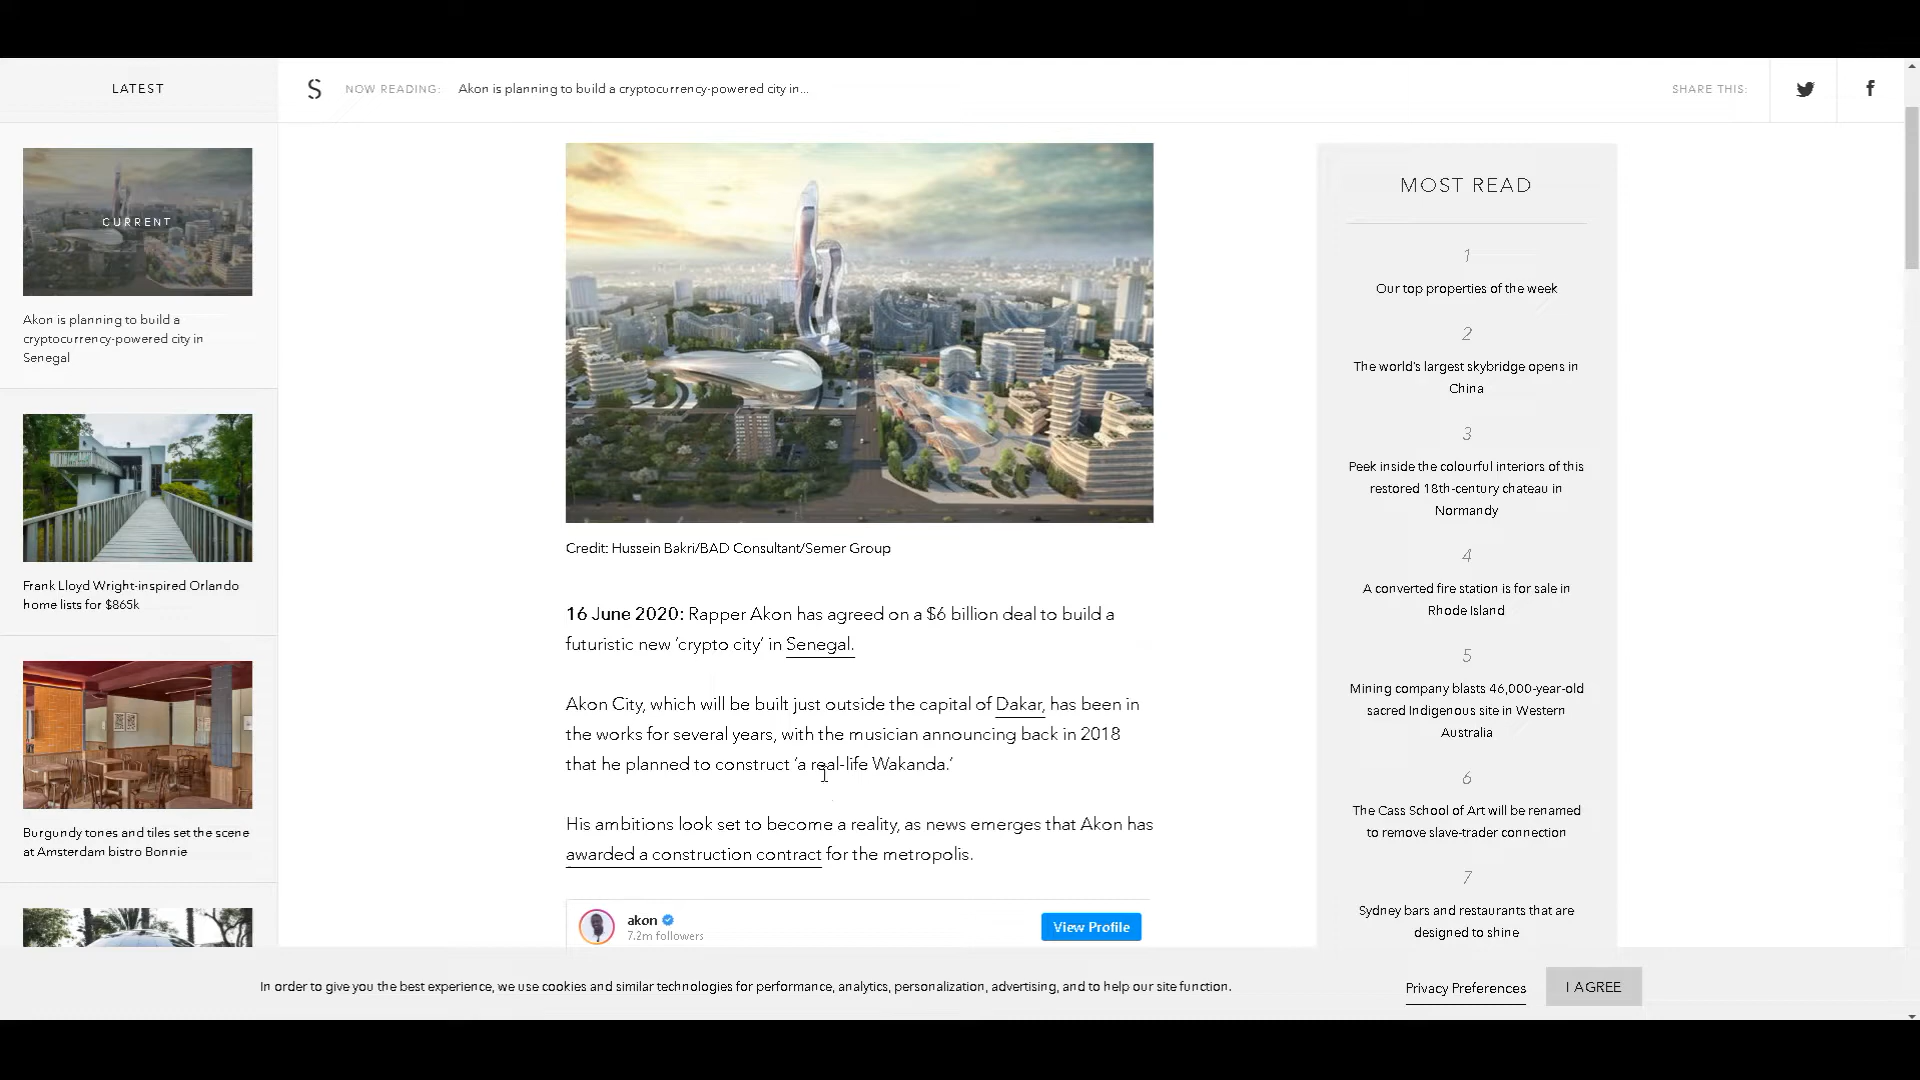 LATEST
S
NOW READING:
Akon is planning to build a cryptocurrency-powered city in...
SHARE THIS:
CURRENT
Akon is planning to build a
cryptocurrency-powered city in
Senegal
Frank Lloyd Wright-inspired Orlando
home lists for $865k
Burgundy tones and tiles set the scene
at Amsterdam bistro Bonnie
Credit: Hussein Bakri/BAD Consultant/Semer Group
16 June 2020: Rapper Akon has agreed on a $6 billion deal to build a
futuristic new ‘crypto city’ in Senegal.
Akon City, which will be built just outside the capital of Dakar, has been in
the works for several years, with the musician announcing back in 2018
that he planned to construct ‘a real-life Wakanda.’
His ambitions look set to become a reality, as news emerges that Akon has
awarded a construction contract for the metropolis.
akon
7.2m followers
View Profile
MOST READ
1
Our top properties of the week
2
The world's largest skybridge opens in
China
3
Peek inside the colourful interiors of this
restored 18th-century chateau in
Normandy
4
A converted fire station is for sale in
Rhode Island
5
Mining company blasts 46,000-year-old
sacred Indigenous site in Western
Australia
6
The Cass School of Art will be renamed
to remove slave-trader connection
7
Sydney bars and restaurants that are
designed to shine
In order to give you the best experience, we use cookies and similar technologies for performance, analytics, personalization, advertising, and to help our site function.
Privacy Preferences
I AGREE